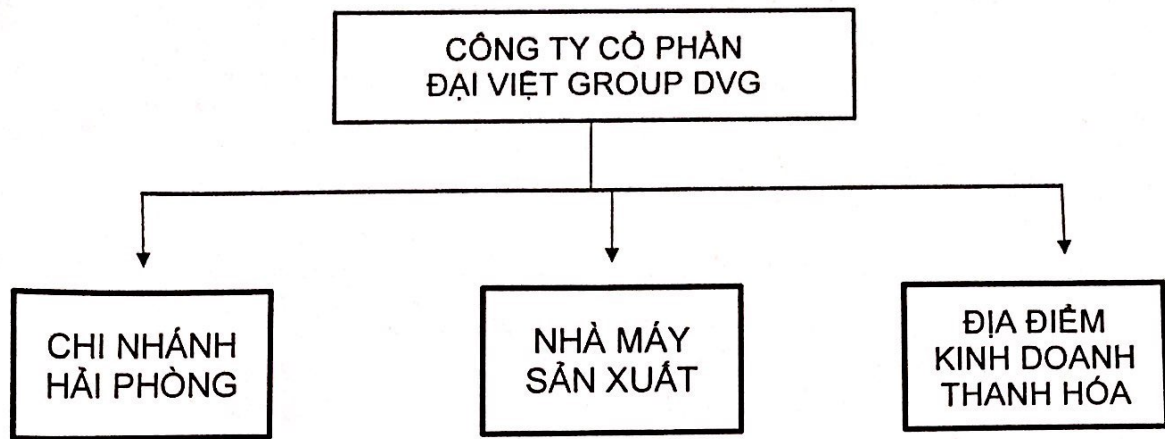 CÔNG TY CỔ PHẦN
ĐẠI VIỆT GROUP DVG
CHI NHÁNH
HẢI PHÒNG
NHÀ MÁY
SẢN XUẤT
ĐỊA ĐIỂM
KINH DOANH
THANH HÓA